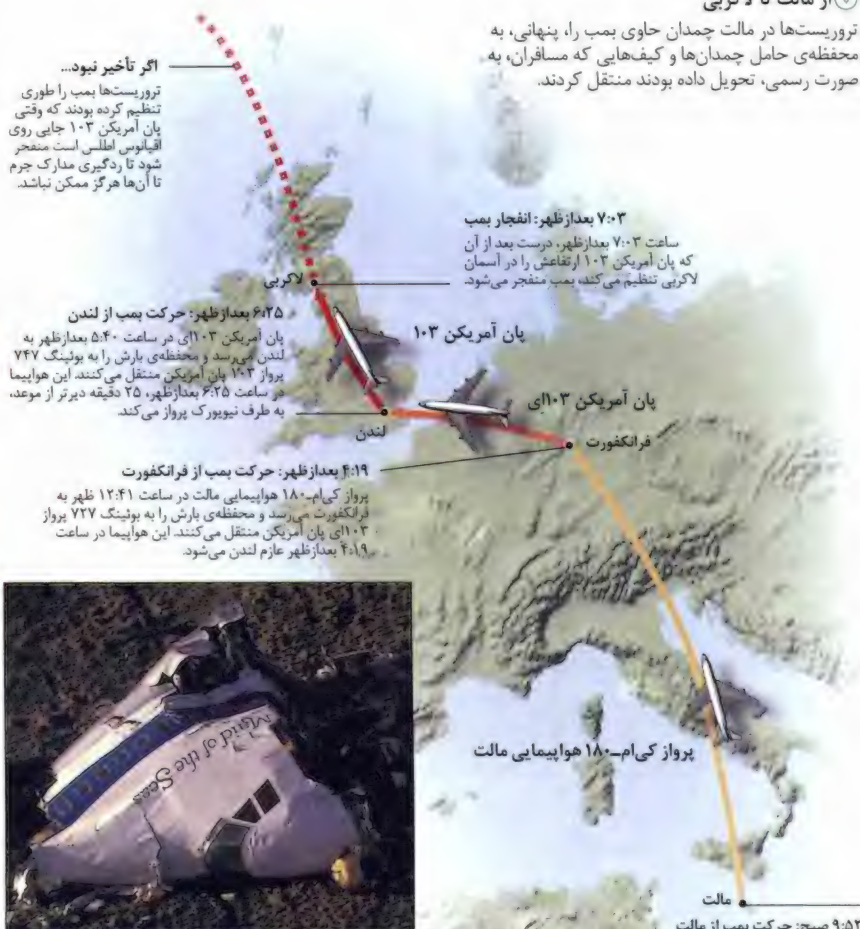 از مالت تا لاکربی
تروریست‌ها در مالت چمدان حاوی بمب را، پنهانی، به
محفظه‌ی حامل چمدان‌ها و کیف‌هایی که مسافران، به
صورت رسمی، تحویل داده بودند منتقل کردند.
اگر تأخیر نبود...
تروریست‌ها بمب را طوری
تنظیم کرده بودند که وقتی
پان آمریکن ۱۰۳ جایی روی
اقیانوس اطلس است منفجر
شود تا ردگیری مدارک جرم
تا آن‌ها هرگز ممکن نباشد.
۷:۰۳ بعدازظهر: انفجار بمب
ساعت ۷:۰۳ بعدازظهر، درست بعد از آن
که پان آمریکن ۱۰۳ ارتفاعش را در آسمان
لاکربی تنظیم می‌کند، بمب منفجر می‌شود.
لاکربی
۶:۲۵ بعدازظهر: حرکت بمب از لندن
پان آمریکن ۱۰۳ای در ساعت ۵:۴۰ بعدازظهر به
لندن می‌رسد و محفظه‌ی بارش را به بوئینگ ۷۴۷
پرواز ۱۰۳ پان آمریکن منتقل می‌کنند. این هواپیما
در ساعت ۶:۲۵ بعدازظهر، ۲۵ دقیقه دیرتر از موعد،
به طرف نیویورک پرواز می‌کند.
پان آمریکن ۱۰۳
پان آمریکن ۱۰۳ای
لندن
فرانکفورت
۴:۱۹ بعدازظهر: حرکت بمب از فرانکفورت
پرواز کی‌ام‌ـ۱۸۰ هواپیمایی مالت در ساعت ۱۲:۴۱ ظهر به
فرانکفورت می‌رسد و محفظه‌ی بارش را به بوئینگ ۷۲۷ پرواز
۱۰۳ای پان آمریکن منتقل می‌کنند. این هواپیما در ساعت
۴:۱۹ بعدازظهر عازم لندن می‌شود.
Maid of the Seas
پرواز کی‌ام‌ـ۱۸۰ هواپیمایی مالت
مالت
۹:۵۲ صبح: حرکت بمب از مالت